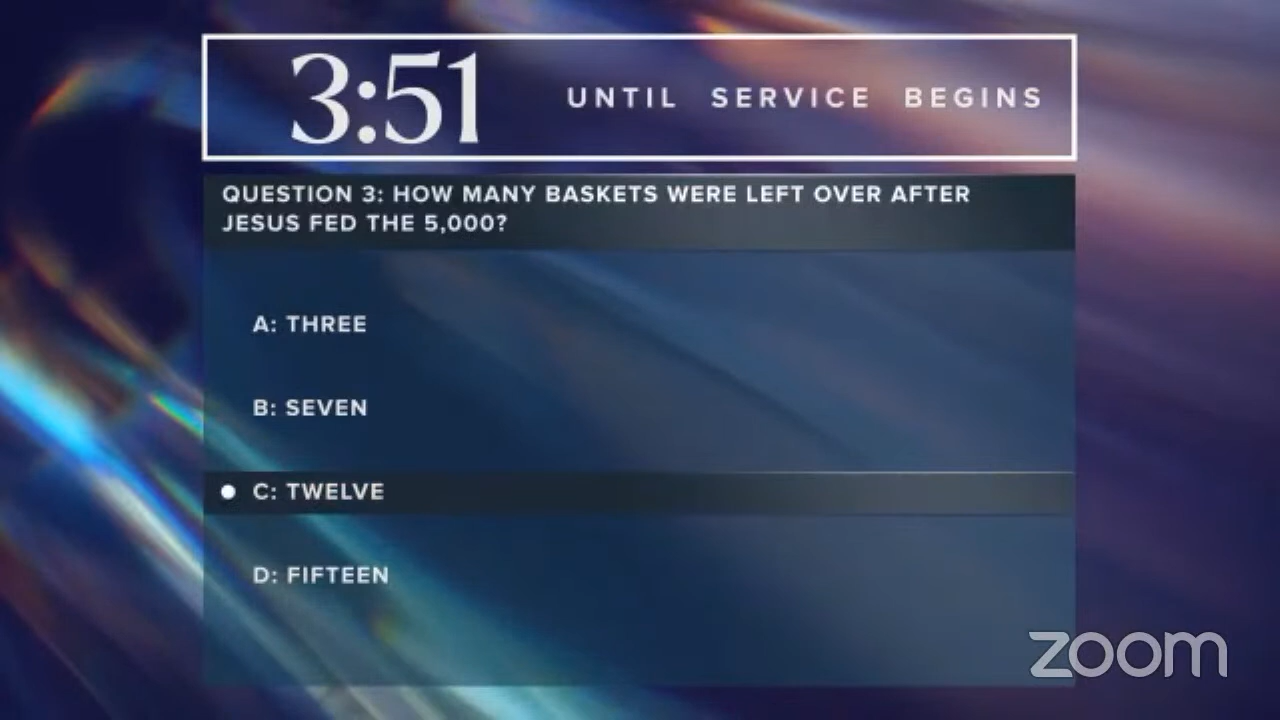 3:51 UNTIL SERVICE BEGINS
QUESTION 3: HOW MANY BASKETS WERE LEFT OVER AFTER
JESUS FED THE 5,000?
A: THREE
B: SEVEN
C: TWELVE
D: FIFTEEN
zoom